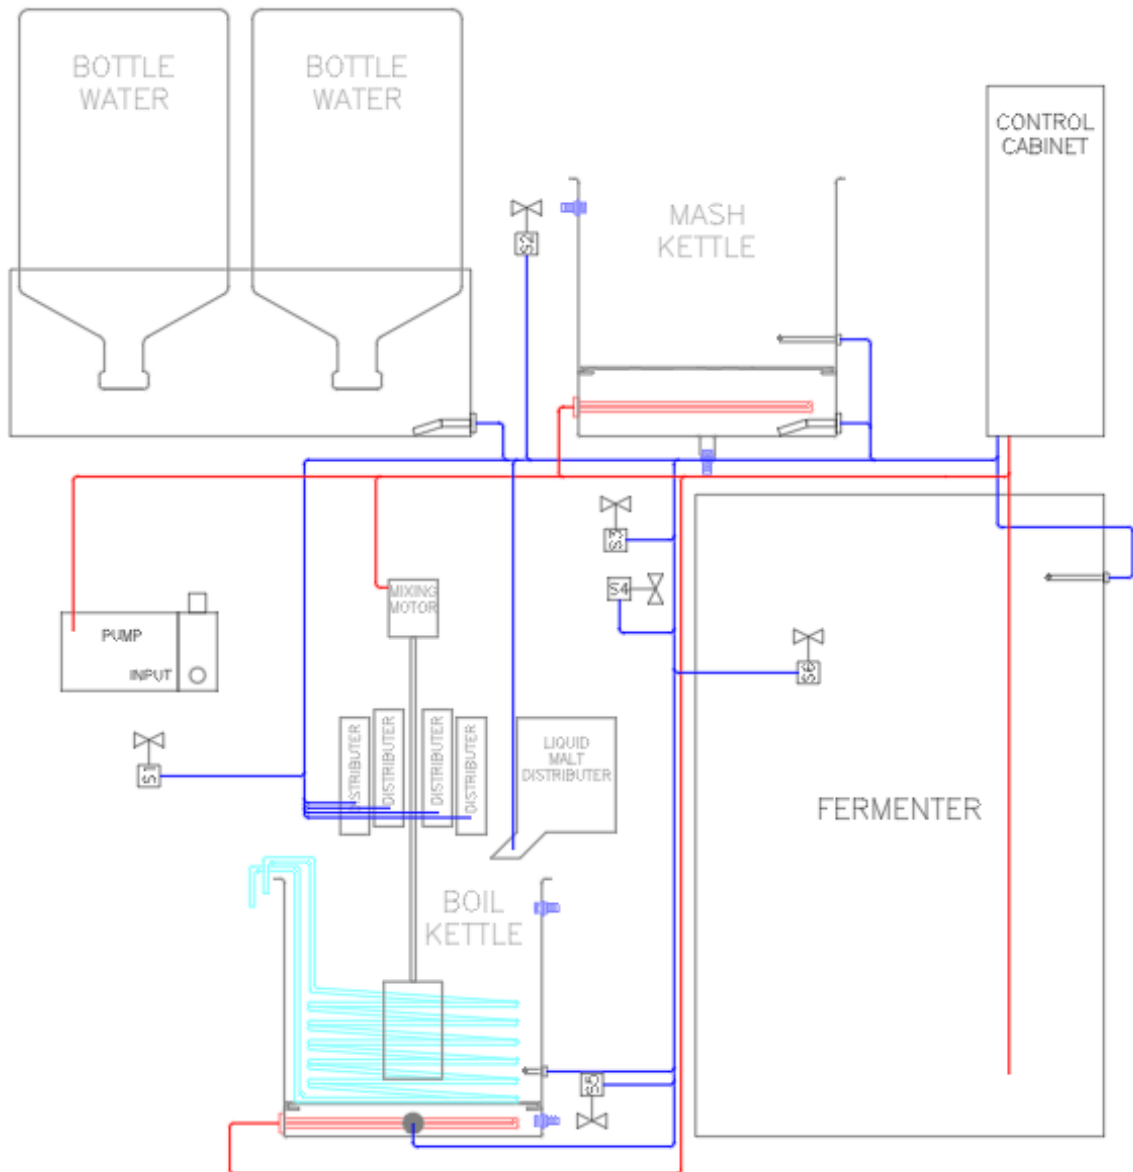 BOTTLE
WATER
BOTTLE
WATER
CONTROL
CABINET
MASH
KETTLE
S2
S3
S4
MIXING
MOTOR
PUMP
INPUT
S6
S1
DISTRIBUTER
DISTRIBUTER
DISTRIBUTER
DISTRIBUTER
LIQUID
MALT
DISTRIBUTER
FERMENTER
BOIL
KETTLE
S5